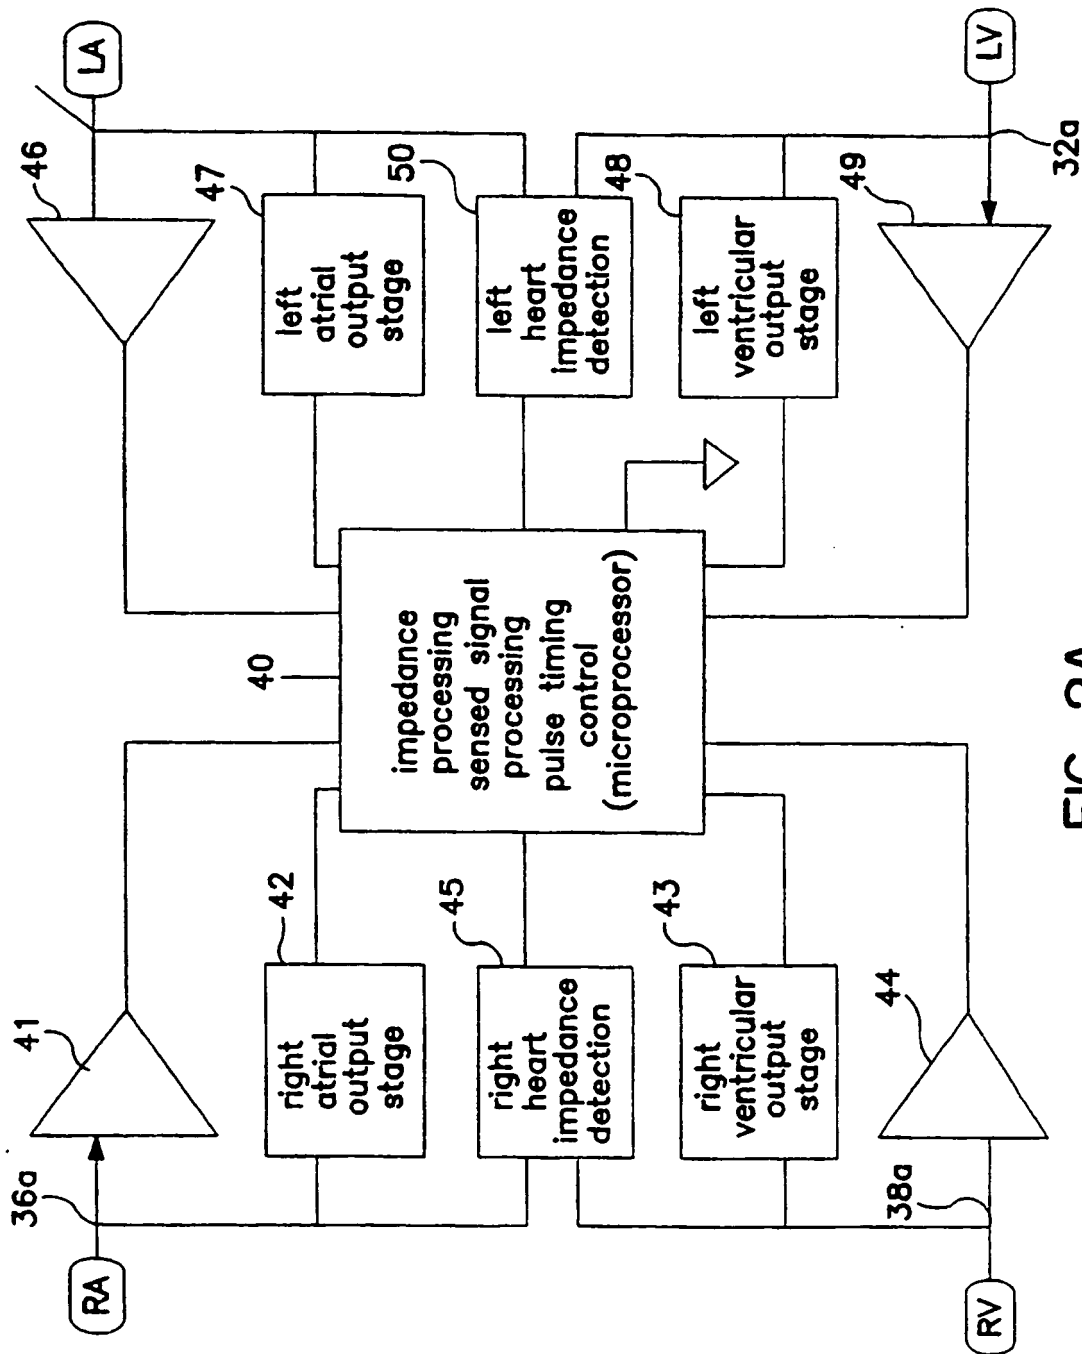 RA
36a
41
40
46
LA
42
right
atrial
output
stage
47
left
atrial
output
stage
45
right
heart
impedance
detection
impedance
processing
sensed signal
processing
pulse timing
control
(microprocessor)
50
left
heart
impedance
detection
43
right
ventricular
output
stage
48
left
ventricular
output
stage
RV
38a
44
49
32a
LV